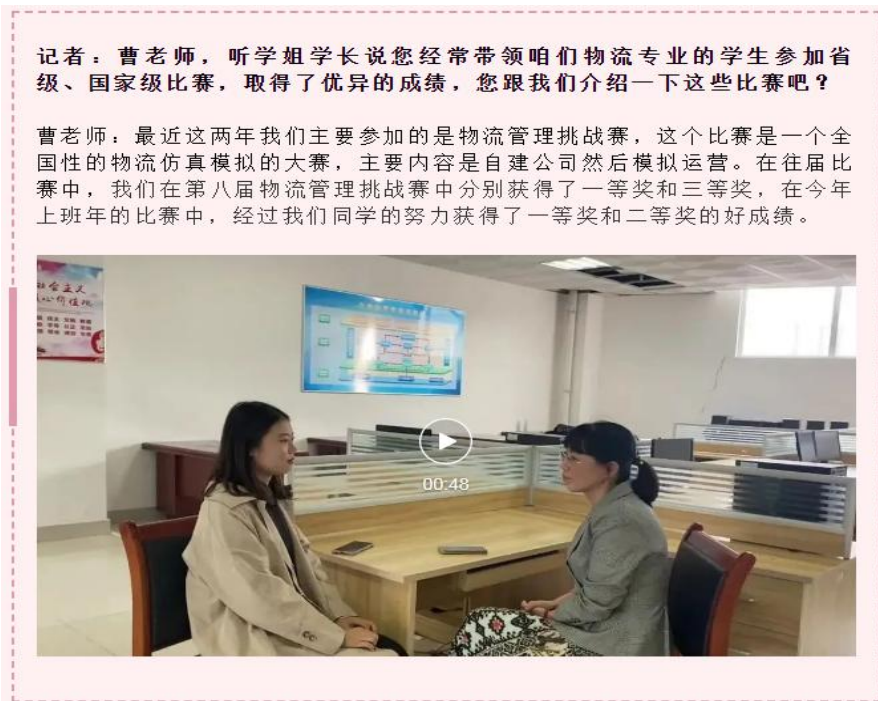 记者：曹老师，听学姐学长说您经常带领咱们物流专业的学生参加省
级、国家级比赛，取得了优异的成绩，您跟我们介绍一下这些比赛吧？
曹老师：最近这两年我们主要参加的是物流管理挑战赛，这个比赛是一个全
国性的物流仿真模拟的大赛，主要内容是自建公司然后模拟运营。在往届比
赛中，我们在第八届物流管理挑战赛中分别获得了一等奖和三等奖，在今年
上班年的比赛中，经过我们同学的努力获得了一等奖和二等奖的好成绩。
社会主义
心价值观
00:48